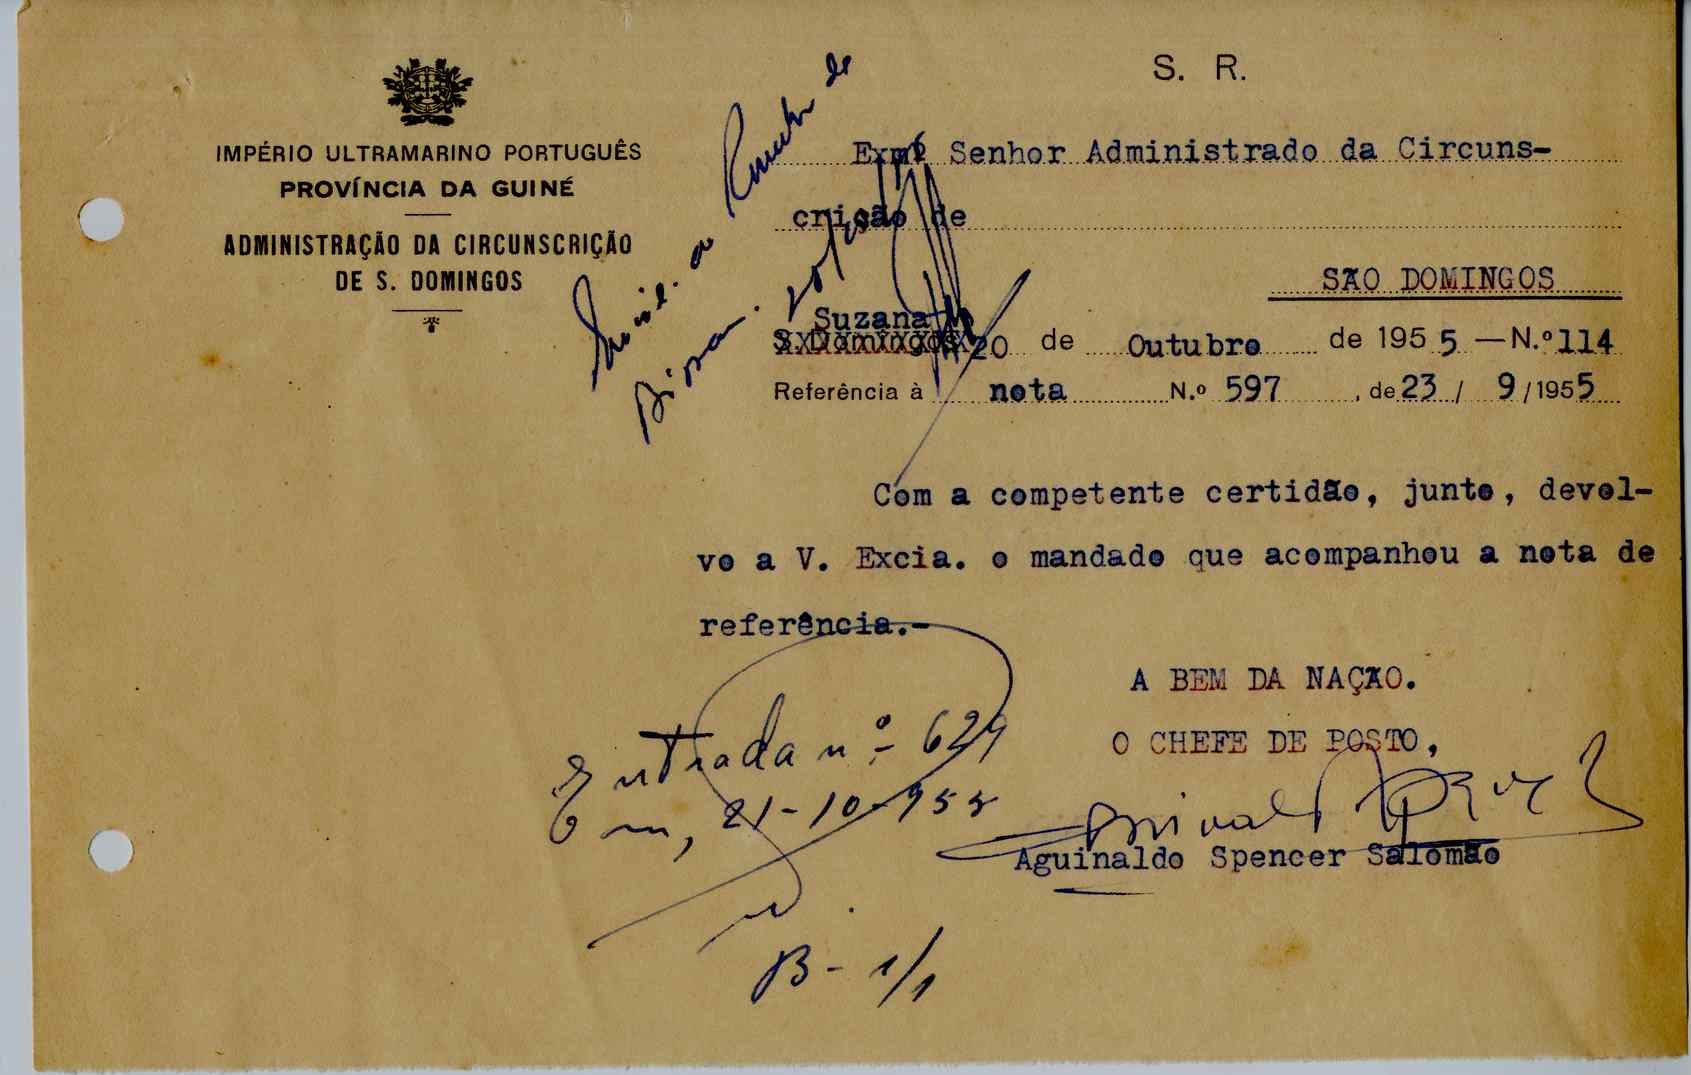 S. R.
IMPÉRIO ULTRAMARINO PORTUGUÊS
PROVÍNCIA DA GUINÉ
ADMINISTRAÇÃO DA CIRCUNSCRIÇÃO
DE S. DOMINGOS
Exmº Senhor Administrado da Circuns-
crição de
SÃO DOMINGOS
Suzana
S.Domingos 20 de Outubro de 1955 — N.º 114
Referência à nota N.º 597, de 23 / 9 / 1955
Com a competente certidão, junto, devol-
vo a V. Excia. o mandado que acompanhou a nota de
referência.-
A BEM DA NAÇÃO.
O CHEFE DE POSTO,
Aguinaldo Spencer Salomão
Entrada nº 629
Em, 21-10-955
B - 1/1